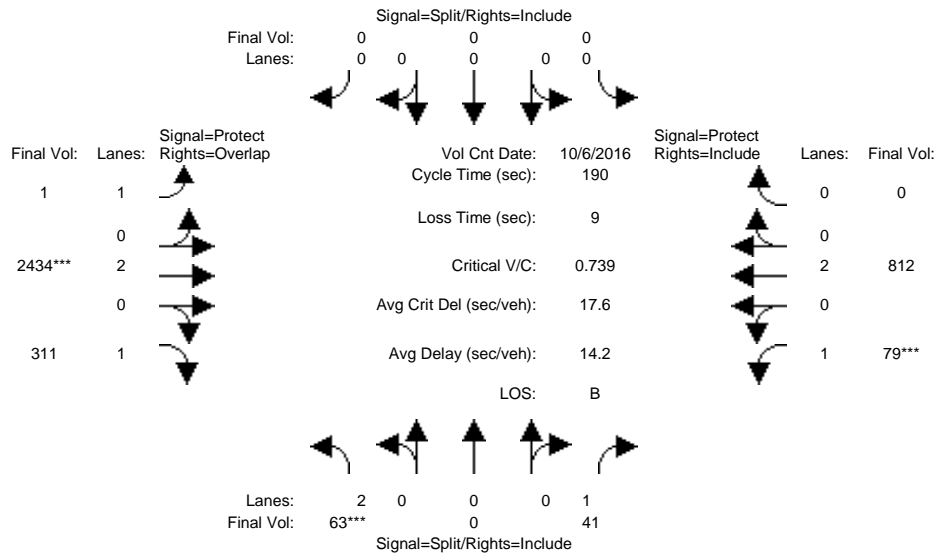 Signal=Split/Rights=Include
Final Vol: 0 0 0
Lanes: 0 0 0 0 0
Signal=Protect Signal=Protect
Final Vol: Lanes: Rights=Overlap Vol Cnt Date: 10/6/2016 Rights=Include Lanes: Final Vol:
Cycle Time (sec): 190
1 1 0 0
Loss Time (sec): 9
0 0
2434*** 2 Critical V/C: 0.739 2 812
0 Avg Crit Del (sec/veh): 17.6 0
311 1 Avg Delay (sec/veh): 14.2 1 79***
LOS: B
Lanes: 2 0 0 0 1
Final Vol: 63*** 0 41
Signal=Split/Rights=Include